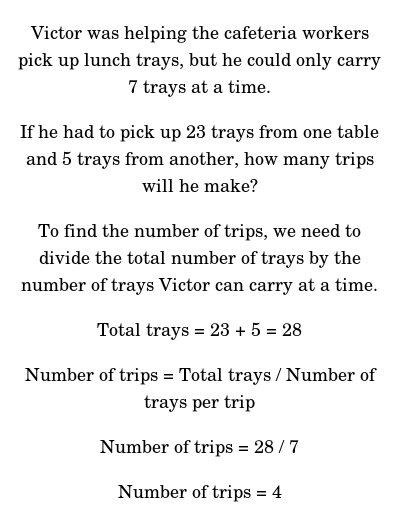 Victor was helping the cafeteria workers
pick up lunch trays, but he could only carry
7 trays at a time.
If he had to pick up 23 trays from one table
and 5 trays from another, how many trips
will he make?
To find the number of trips, we need to
divide the total number of trays by the
number of trays Victor can carry at a time.
Total trays = 23 + 5 = 28
Number of trips = Total trays / Number of
trays per trip
Number of trips = 28 / 7
Number of trips = 4